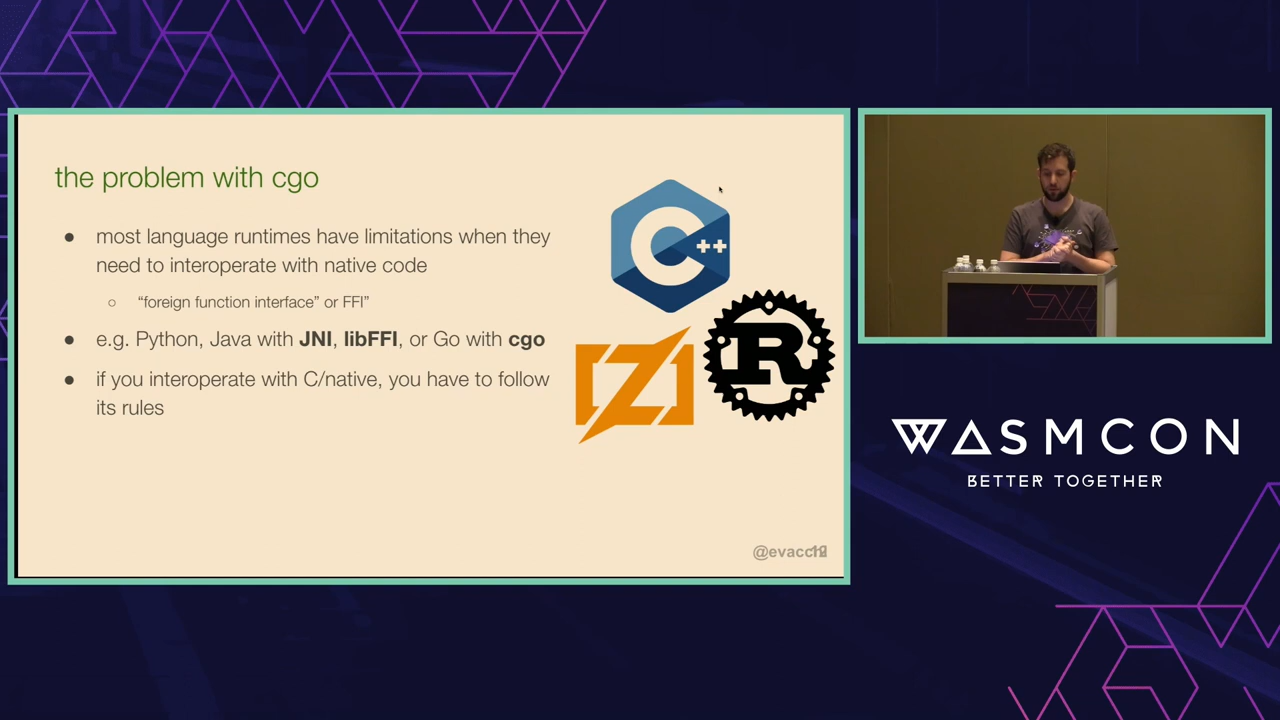 the problem with cgo
● most language runtimes have limitations when they
need to interoperate with native code
○ “foreign function interface” or FFI”
● e.g. Python, Java with JNI, libFFI, or Go with cgo
● if you interoperate with C/native, you have to follow
its rules
C++
Z
R
WASMCON
BETTER TOGETHER